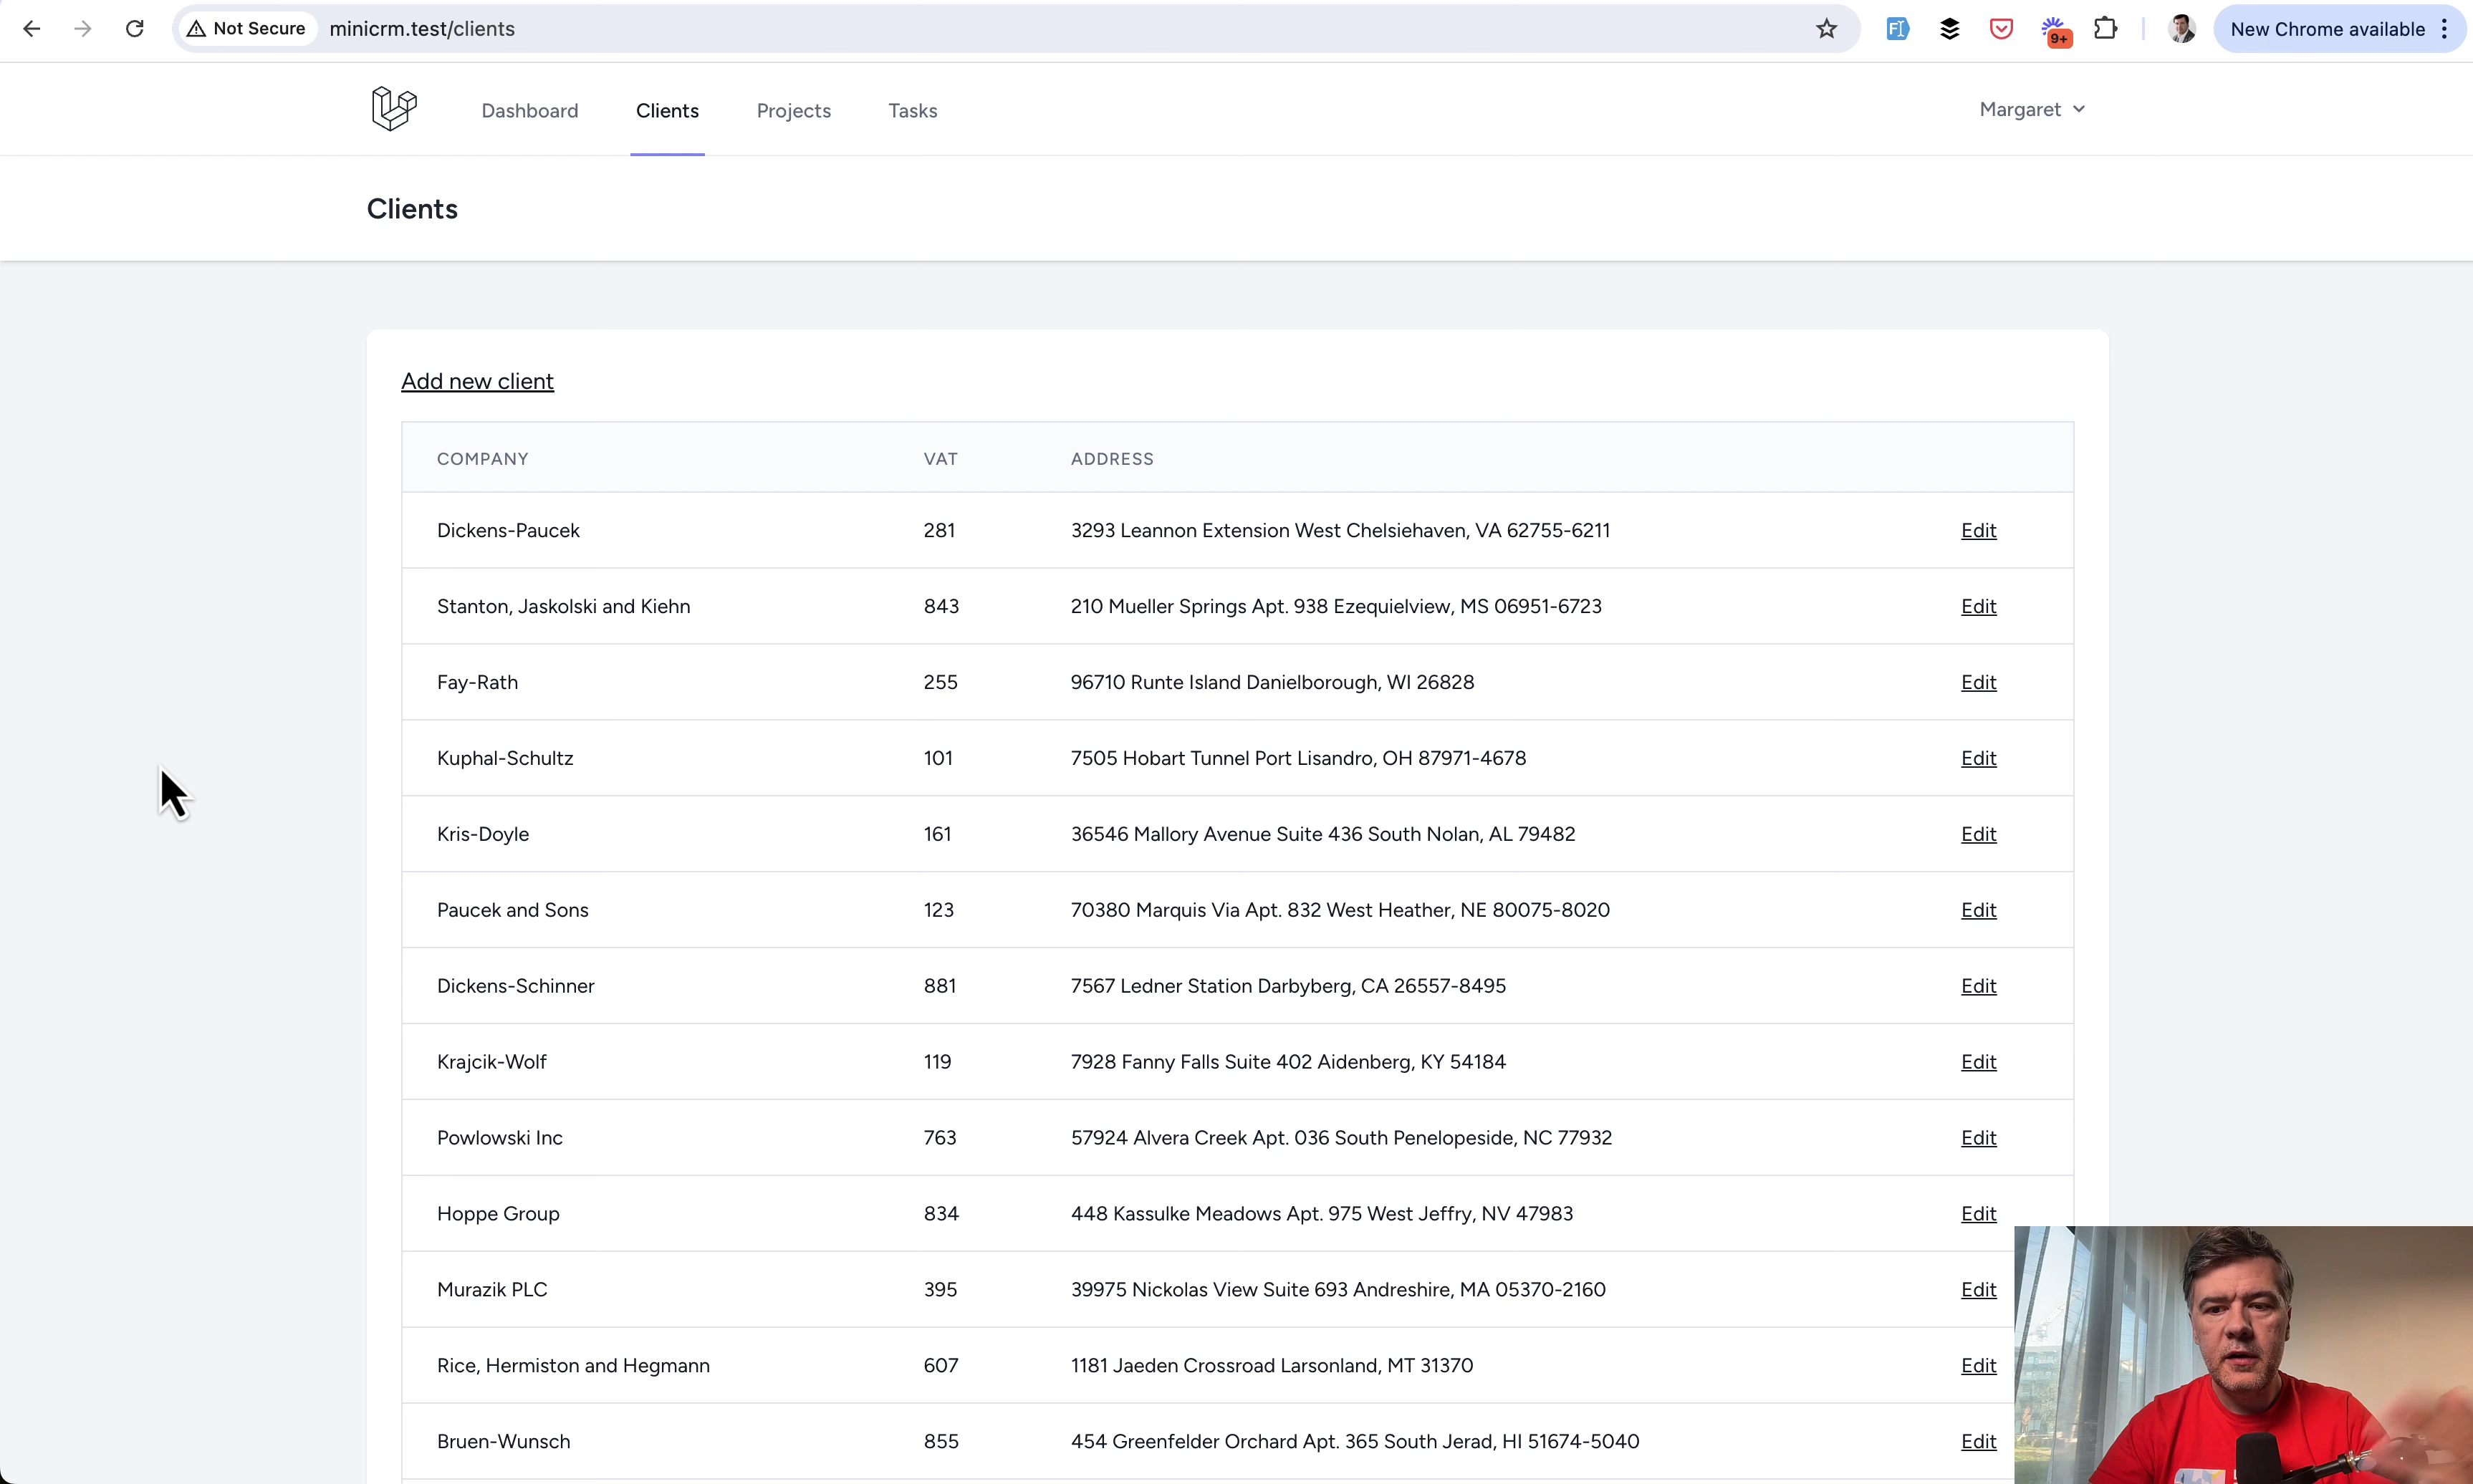 Not Secure minicrm.test/clients 9+ New Chrome available
Dashboard Clients Projects Tasks Margaret
Clients
Add new client
COMPANY VAT ADDRESS
Dickens-Paucek 281 3293 Leannon Extension West Chelsiehaven, VA 62755-6211 Edit
Stanton, Jaskolski and Kiehn 843 210 Mueller Springs Apt. 938 Ezequielview, MS 06951-6723 Edit
Fay-Rath 255 96710 Runte Island Danielborough, WI 26828 Edit
Kuphal-Schultz 101 7505 Hobart Tunnel Port Lisandro, OH 87971-4678 Edit
Kris-Doyle 161 36546 Mallory Avenue Suite 436 South Nolan, AL 79482 Edit
Paucek and Sons 123 70380 Marquis Via Apt. 832 West Heather, NE 80075-8020 Edit
Dickens-Schinner 881 7567 Ledner Station Darbyberg, CA 26557-8495 Edit
Krajcik-Wolf 119 7928 Fanny Falls Suite 402 Aidenberg, KY 54184 Edit
Powlowski Inc 763 57924 Alvera Creek Apt. 036 South Penelopeside, NC 77932 Edit
Hoppe Group 834 448 Kassulke Meadows Apt. 975 West Jeffry, NV 47983 Edit
Murazik PLC 395 39975 Nickolas View Suite 693 Andreshire, MA 05370-2160 Edit
Rice, Hermiston and Hegmann 607 1181 Jaeden Crossroad Larsonland, MT 31370 Edit
Bruen-Wunsch 855 454 Greenfelder Orchard Apt. 365 South Jerad, HI 51674-5040 Edit